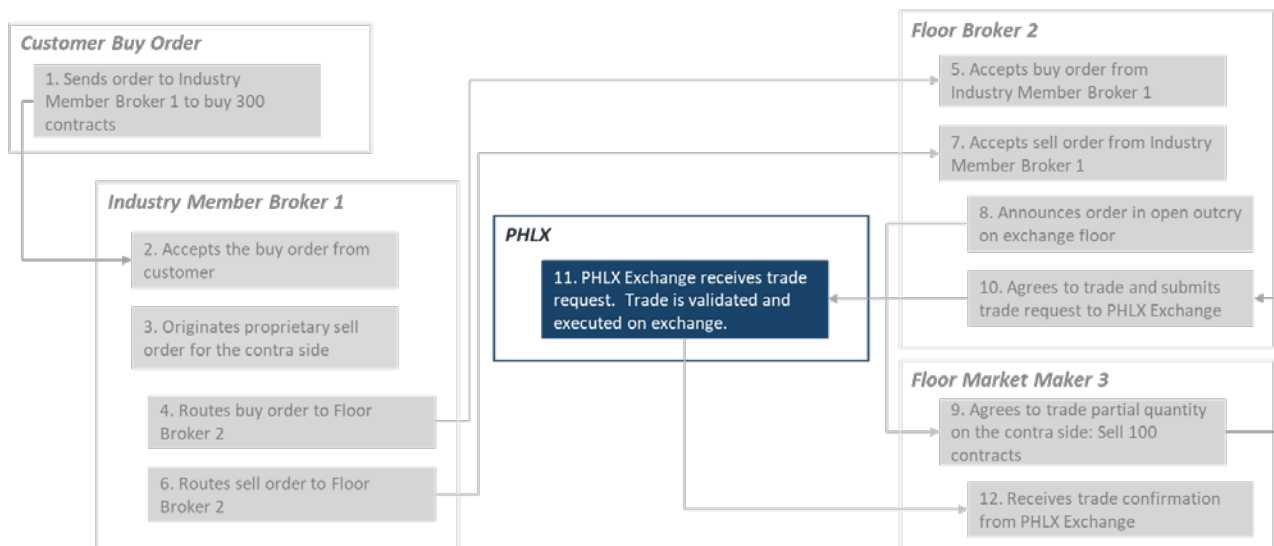 Customer Buy Order
1. Sends order to Industry
Member Broker 1 to buy 300
contracts
Industry Member Broker 1
2. Accepts the buy order from
customer
3. Originates proprietary sell
order for the contra side
4. Routes buy order to Floor
Broker 2
6. Routes sell order to Floor
Broker 2
PHLX
11. PHLX Exchange receives trade
request.  Trade is validated and
executed on exchange.
Floor Broker 2
5. Accepts buy order from
Industry Member Broker 1
7. Accepts sell order from Industry
Member Broker 1
8. Announces order in open outcry
on exchange floor
10. Agrees to trade and submits
trade request to PHLX Exchange
Floor Market Maker 3
9. Agrees to trade partial quantity
on the contra side: Sell 100
contracts
12. Receives trade confirmation
from PHLX Exchange